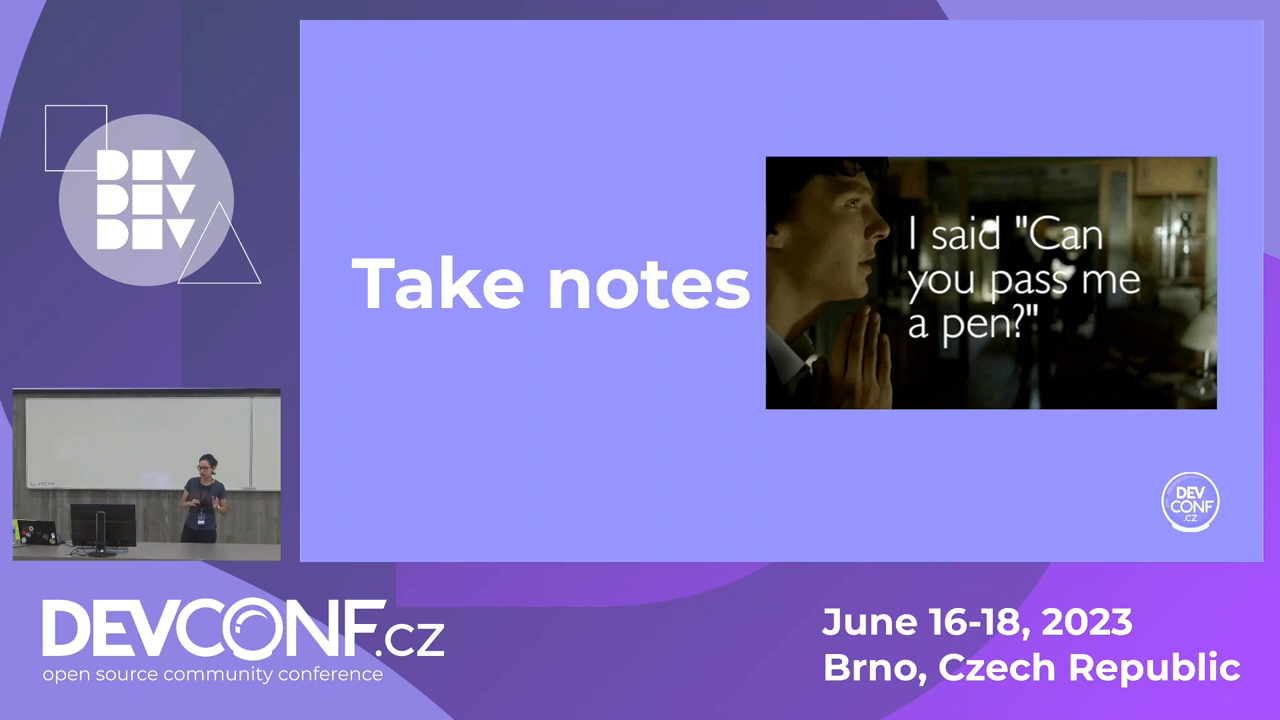 DEV
DEV
DEV
Take notes
I said "Can
you pass me
a pen?"
DEV
CONF
.CZ
DEVCONF.CZ
open source community conference
June 16-18, 2023
Brno, Czech Republic